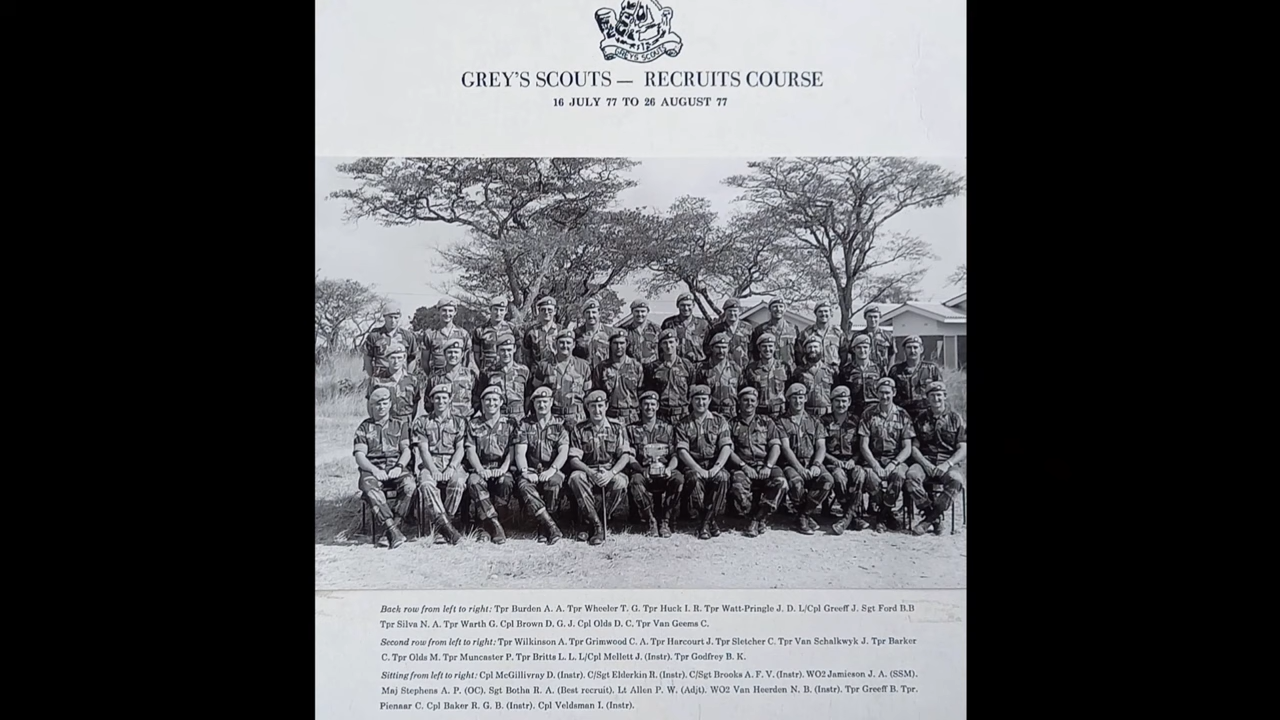 GREY'S SCOUTS
GREY'S SCOUTS — RECRUITS COURSE
16 JULY 77 TO 26 AUGUST 77
Back row from left to right: Tpr Burden A. A. Tpr Wheeler T. G. Tpr Huck I. R. Tpr Watt-Pringle J. D. L/Cpl Greeff J. Sgt Ford B.B
Tpr Silva N. A. Tpr Warth G. Cpl Brown D. G. J. Cpl Olds D. C. Tpr Van Geems C.
Second row from left to right: Tpr Wilkinson A. Tpr Grimwood C. A. Tpr Harcourt J. Tpr Sletcher C. Tpr Van Schalkwyk J. Tpr Barker
C. Tpr Olds M. Tpr Muncaster P. Tpr Britts L. L. L/Cpl Mellett J. (Instr). Tpr Godfrey B. K.
Sitting from left to right: Cpl McGillivray D. (Instr). C/Sgt Elderkin R. (Instr). C/Sgt Brooks A. F. V. (Instr). WO2 Jamieson J. A. (SSM).
Maj Stephens A. P. (OC). Sgt Botha R. A. (Best recruit). Lt Allen P. W. (Adjt). WO2 Van Heerden N. B. (Instr). Tpr Greeff B. Tpr.
Pienaar C. Cpl Baker R. G. B. (Instr). Cpl Veldsman I. (Instr).